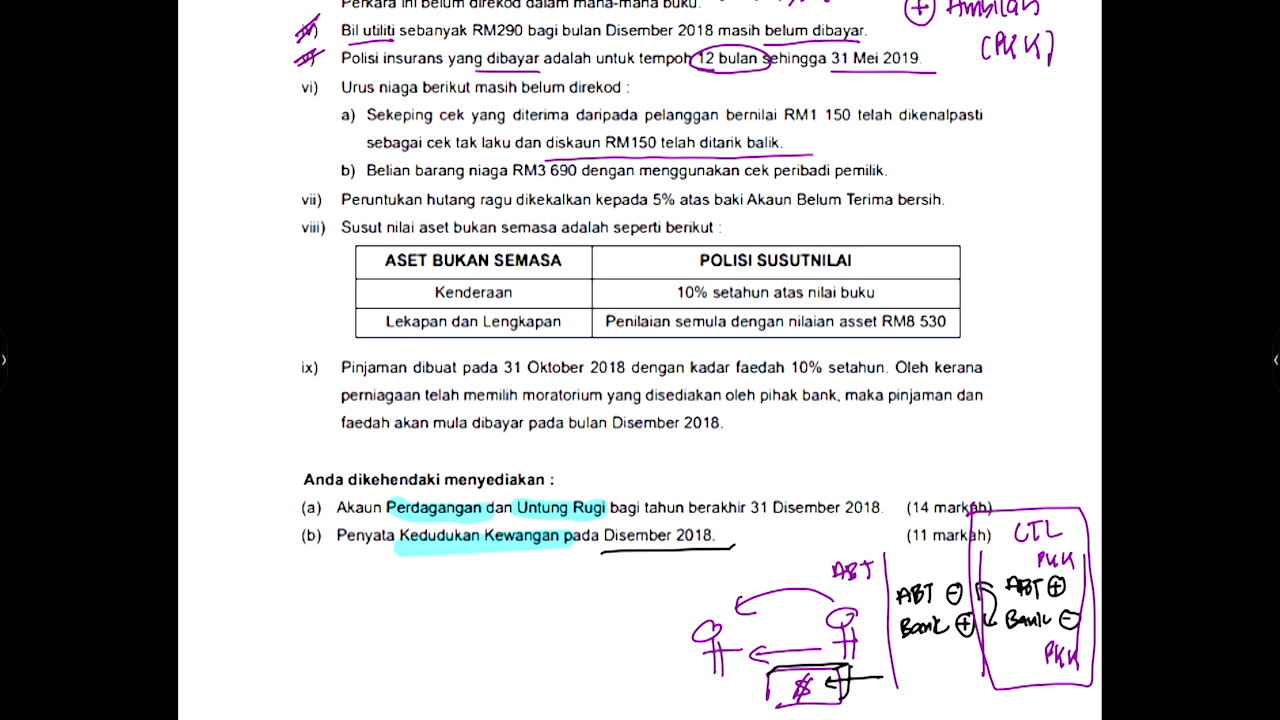 Perkara ini belum direkod dalam mana-mana buku.
+ Ambilan
(PKK)
iv) Bil utiliti sebanyak RM290 bagi bulan Disember 2018 masih belum dibayar.
v) Polisi insurans yang dibayar adalah untuk tempoh 12 bulan sehingga 31 Mei 2019.
vi) Urus niaga berikut masih belum direkod :
a) Sekeping cek yang diterima daripada pelanggan bernilai RM1 150 telah dikenalpasti
sebagai cek tak laku dan diskaun RM150 telah ditarik balik.
b) Belian barang niaga RM3 690 dengan menggunakan cek peribadi pemilik.
vii) Peruntukan hutang ragu dikekalkan kepada 5% atas baki Akaun Belum Terima bersih.
viii) Susut nilai aset bukan semasa adalah seperti berikut :
ASET BUKAN SEMASA POLISI SUSUTNILAI
Kenderaan 10% setahun atas nilai buku
Lekapan dan Lengkapan Penilaian semula dengan nilaian asset RM8 530
ix) Pinjaman dibuat pada 31 Oktober 2018 dengan kadar faedah 10% setahun. Oleh kerana
perniagaan telah memilih moratorium yang disediakan oleh pihak bank, maka pinjaman dan
faedah akan mula dibayar pada bulan Disember 2018.
Anda dikehendaki menyediakan :
(a) Akaun Perdagangan dan Untung Rugi bagi tahun berakhir 31 Disember 2018. (14 markah)
(b) Penyata Kedudukan Kewangan pada Disember 2018. (11 markah)
CTL
PKK
ABT
ABT - ABT +
Bank + Bank -
PKK
$